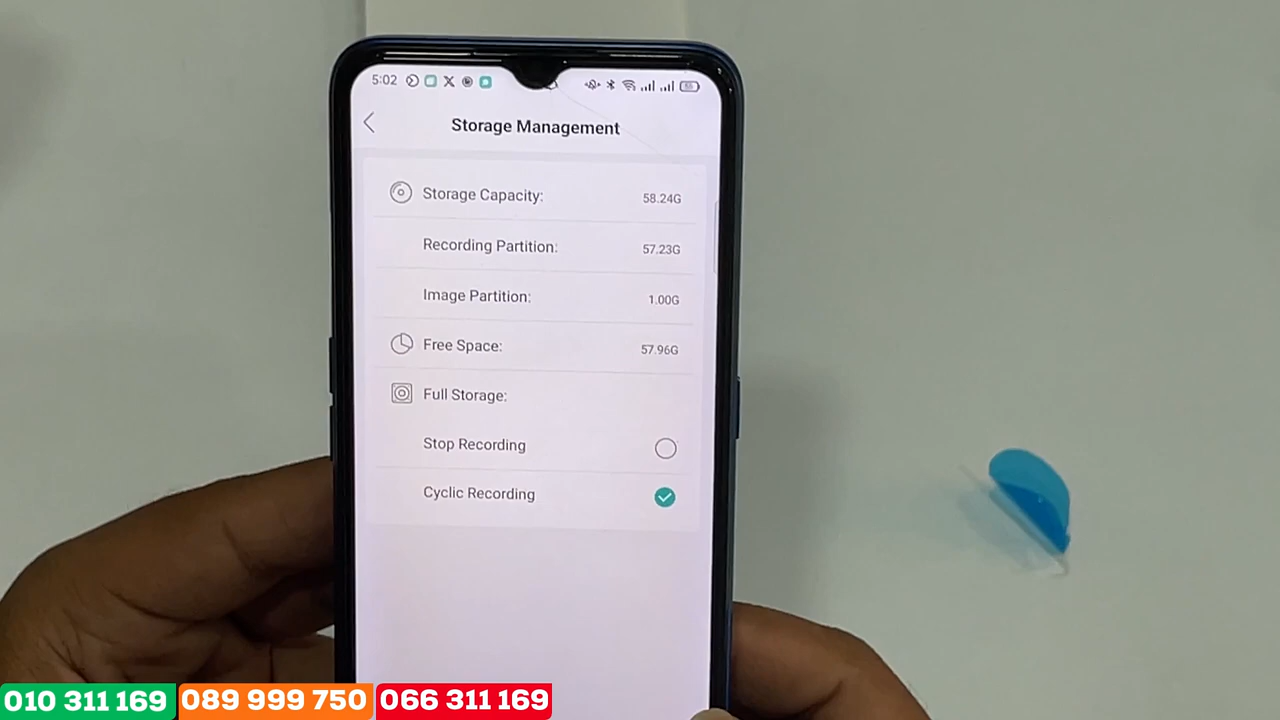 5:02
Storage Management
Storage Capacity: 58.24G
Recording Partition: 57.23G
Image Partition: 1.00G
Free Space: 57.96G
Full Storage:
Stop Recording
Cyclic Recording
010 311 169 089 999 750 066 311 169